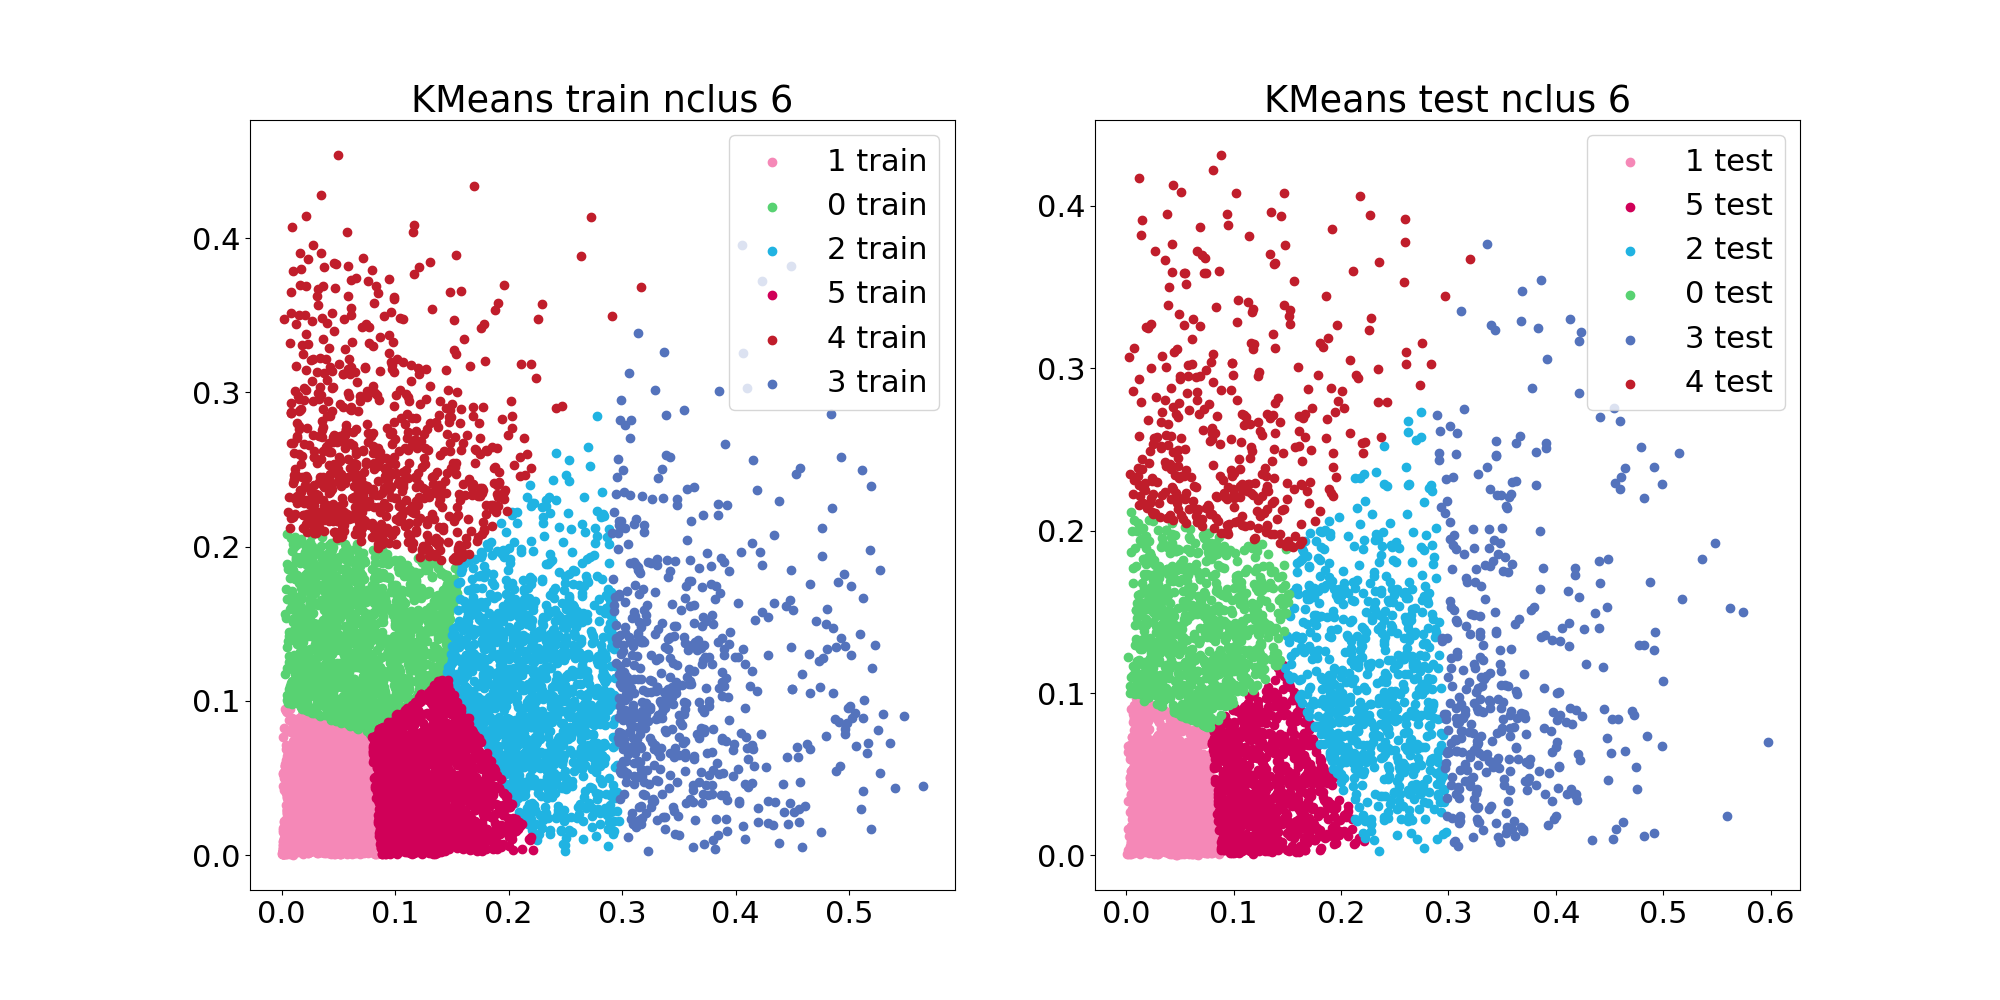 KMeans train nclus 6
1 train
0 train
2 train
5 train
4 train
3 train
0.4
0.3
0.2
0.1
0.0
0.0 0.1 0.2 0.3 0.4 0.5
KMeans test nclus 6
1 test
5 test
2 test
0 test
3 test
4 test
0.4
0.3
0.2
0.1
0.0
0.0 0.1 0.2 0.3 0.4 0.5 0.6